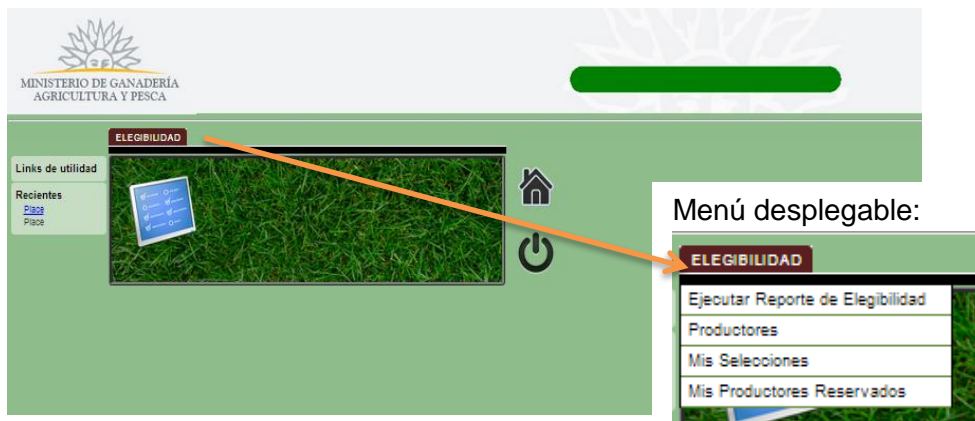 MINISTERIO DE GANADERÍA
AGRICULTURA Y PESCA
ELEGIBILIDAD
Links de utilidad
Recientes
Place
Place
Menú desplegable:
ELEGIBILIDAD
Ejecutar Reporte de Elegibilidad
Productores
Mis Selecciones
Mis Productores Reservados